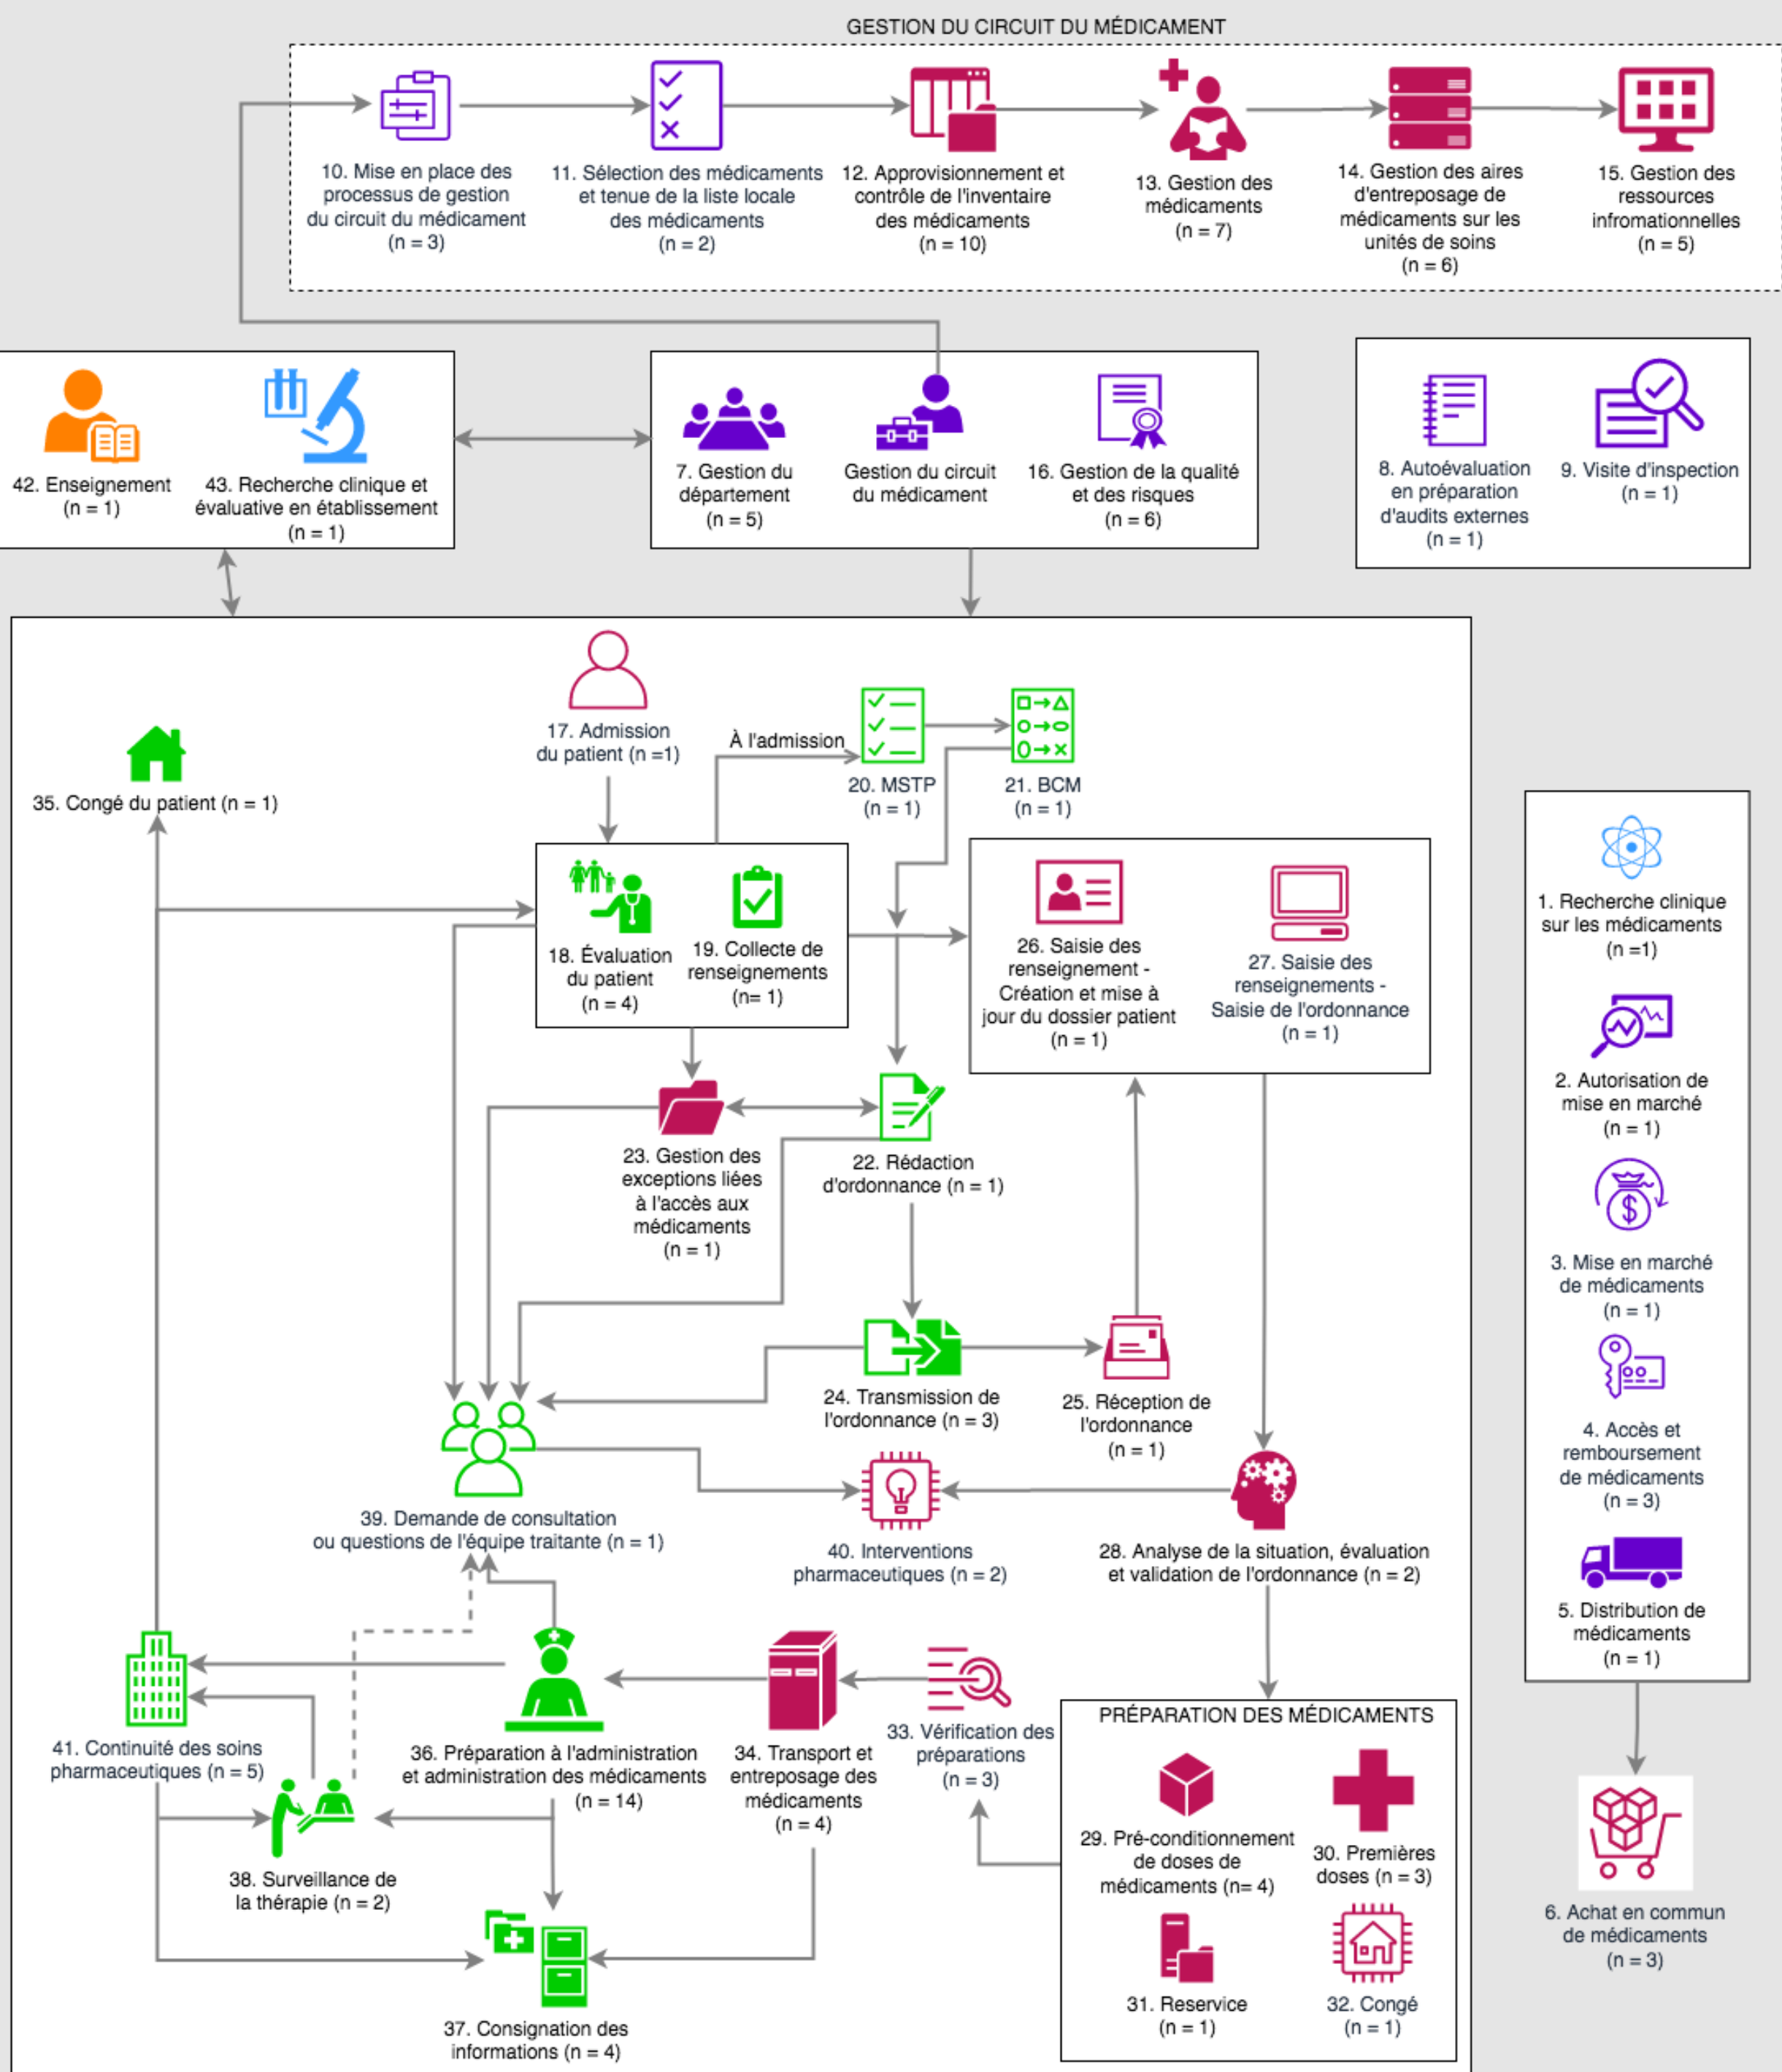 GESTION DU CIRCUIT DU MÉDICAMENT
10. Mise en place des
processus de gestion
du circuit du médicament
(n = 3)
11. Sélection des médicaments
et tenue de la liste locale
des médicaments
(n = 2)
12. Approvisionnement et
contrôle de l'inventaire
des médicaments
(n = 10)
13. Gestion des
médicaments
(n = 7)
14. Gestion des aires
d'entreposage de
médicaments sur les
unités de soins
(n = 6)
15. Gestion des
ressources
infromationnelles
(n = 5)
42. Enseignement
(n = 1)
43. Recherche clinique et
évaluative en établissement
(n = 1)
7. Gestion du
département
(n = 5)
Gestion du circuit
du médicament
16. Gestion de la qualité
et des risques
(n = 6)
8. Autoévaluation
en préparation
d'audits externes
(n = 1)
9. Visite d'inspection
(n = 1)
17. Admission
du patient (n =1)
À l'admission
20. MSTP
(n = 1)
21. BCM
(n = 1)
35. Congé du patient (n = 1)
18. Évaluation
du patient
(n = 4)
19. Collecte de
renseignements
(n= 1)
26. Saisie des
renseignement -
Création et mise à
jour du dossier patient
(n = 1)
27. Saisie des
renseignements -
Saisie de l'ordonnance
(n = 1)
23. Gestion des
exceptions liées
à l'accès aux
médicaments
(n = 1)
22. Rédaction
d'ordonnance (n = 1)
24. Transmission de
l'ordonnance (n = 3)
25. Réception de
l'ordonnance
(n = 1)
39. Demande de consultation
ou questions de l'équipe traitante (n = 1)
40. Interventions
pharmaceutiques (n = 2)
28. Analyse de la situation, évaluation
et validation de l'ordonnance (n = 2)
41. Continuité des soins
pharmaceutiques (n = 5)
36. Préparation à l'administration
et administration des médicaments
(n = 14)
34. Transport et
entreposage des
médicaments
(n = 4)
33. Vérification des
préparations
(n = 3)
PRÉPARATION DES MÉDICAMENTS
29. Pré-conditionnement
de doses de
médicaments (n= 4)
30. Premières
doses (n = 3)
31. Reservice
(n = 1)
32. Congé
(n = 1)
38. Surveillance de
la thérapie (n = 2)
37. Consignation des
informations (n = 4)
1. Recherche clinique
sur les médicaments
(n =1)
2. Autorisation de
mise en marché
(n = 1)
3. Mise en marché
de médicaments
(n = 1)
4. Accès et
remboursement
de médicaments
(n = 3)
5. Distribution de
médicaments
(n = 1)
6. Achat en commun
de médicaments
(n = 3)